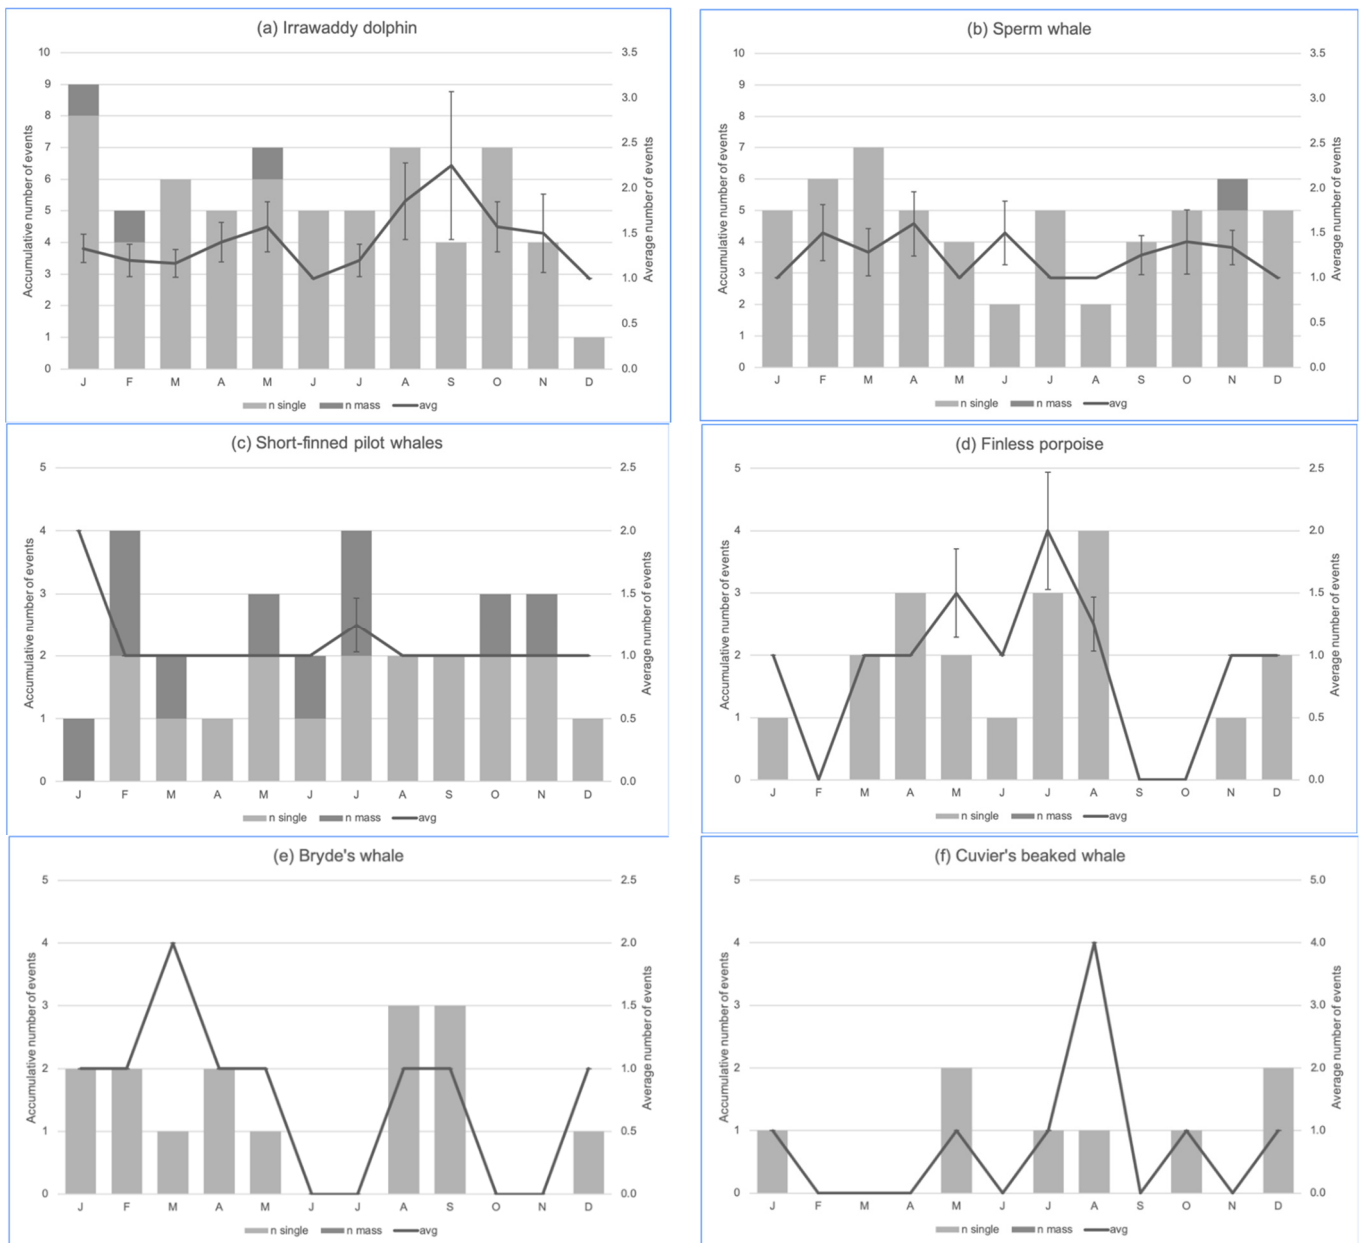 (a) Irrawaddy dolphin
Accumulative number of events
10
9
8
7
6
5
4
3
2
1
0
3.5
3.0
2.5
2.0
1.5
1.0
0.5
0.0
Average number of events
J F M A M J J A S O N D
n single n mass avg
(b) Sperm whale
Accumulative number of events
10
9
8
7
6
5
4
3
2
1
0
3.5
3.0
2.5
2.0
1.5
1.0
0.5
0.0
Average number of events
J F M A M J J A S O N D
n single n mass avg
(c) Short-finned pilot whales
Accumulative number of events
5
4
3
2
1
0
2.5
2.0
1.5
1.0
0.5
0.0
Average number of events
J F M A M J J A S O N D
n single n mass avg
(d) Finless porpoise
Accumulative number of events
5
4
3
2
1
0
2.5
2.0
1.5
1.0
0.5
0.0
Average number of events
J F M A M J J A S O N D
n single n mass avg
(e) Bryde's whale
Accumulative number of events
5
4
3
2
1
0
2.5
2.0
1.5
1.0
0.5
0.0
Average number of events
J F M A M J J A S O N D
n single n mass avg
(f) Cuvier's beaked whale
Accumulative number of events
5
4
3
2
1
0
5.0
4.0
3.0
2.0
1.0
0.0
Average number of events
J F M A M J J A S O N D
n single n mass avg